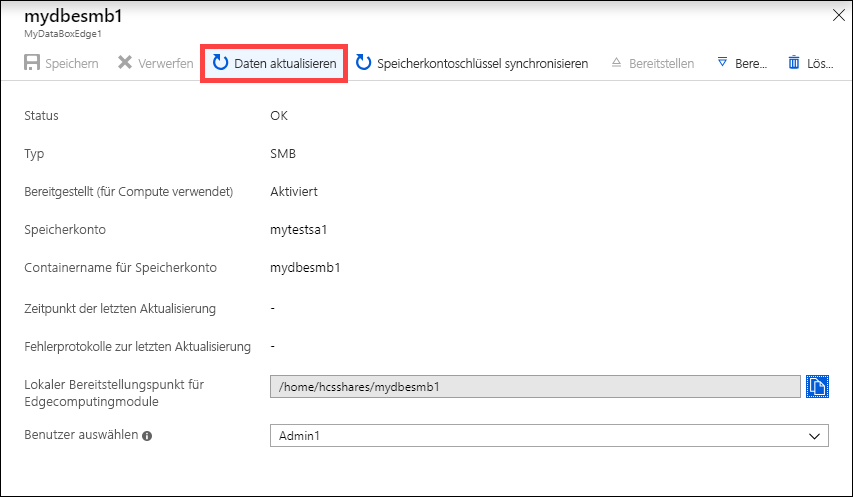 mydbesmb1
MyDataBoxEdge1
Speichern Verwerfen Daten aktualisieren Speicherkontoschlüssel synchronisieren Bereitstellen Bere... Lös...
Status OK
Typ SMB
Bereitgestellt (für Compute verwendet) Aktiviert
Speicherkonto mytestsa1
Containername für Speicherkonto mydbesmb1
Zeitpunkt der letzten Aktualisierung -
Fehlerprotokolle zur letzten Aktualisierung -
Lokaler Bereitstellungspunkt für /home/hcsshares/mydbesmb1
Edgecomputingmodule
Benutzer auswählen Admin1